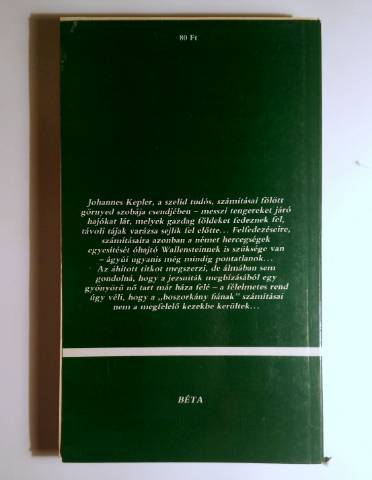 80 Ft
Johannes Kepler, a szelíd tudós, számításai fölött
görnyed szobája csendjében – messzi tengereket járó
hajókat lát, melyek gazdag földeket fedeznek fel,
távoli tájak varázsa sejlik fel előtte... Felfedezéseire,
számításaira azonban a német hercegségek
egyesítését óhajtó Wallensteinnek is szüksége van
– ágyúi ugyanis még mindig pontatlanok...
Az áhított titkot megszerzi, de álmában sem
gondolná, hogy a jezsuiták megbízásából egy
gyönyörű nő tart már háza felé – a félelmetes rend
úgy véli, hogy a „boszorkány fiának” számításai
nem a megfelelő kezekbe kerültek...
BÉTA